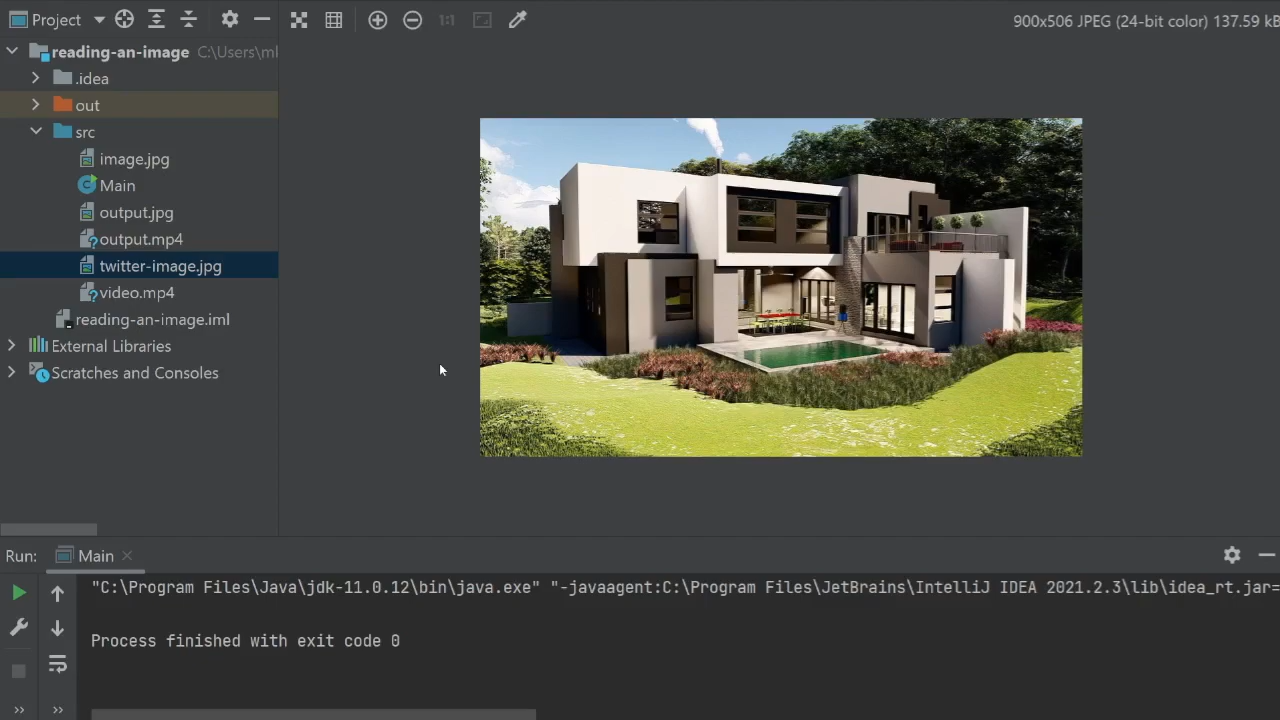 Project
1:1
900x506 JPEG (24-bit color) 137.59 kB
reading-an-image C:\Users\ml
.idea
out
src
image.jpg
Main
output.jpg
output.mp4
twitter-image.jpg
video.mp4
reading-an-image.iml
External Libraries
Scratches and Consoles
Run: Main
"C:\Program Files\Java\jdk-11.0.12\bin\java.exe" "-javaagent:C:\Program Files\JetBrains\IntelliJ IDEA 2021.2.3\lib\idea_rt.jar=
Process finished with exit code 0